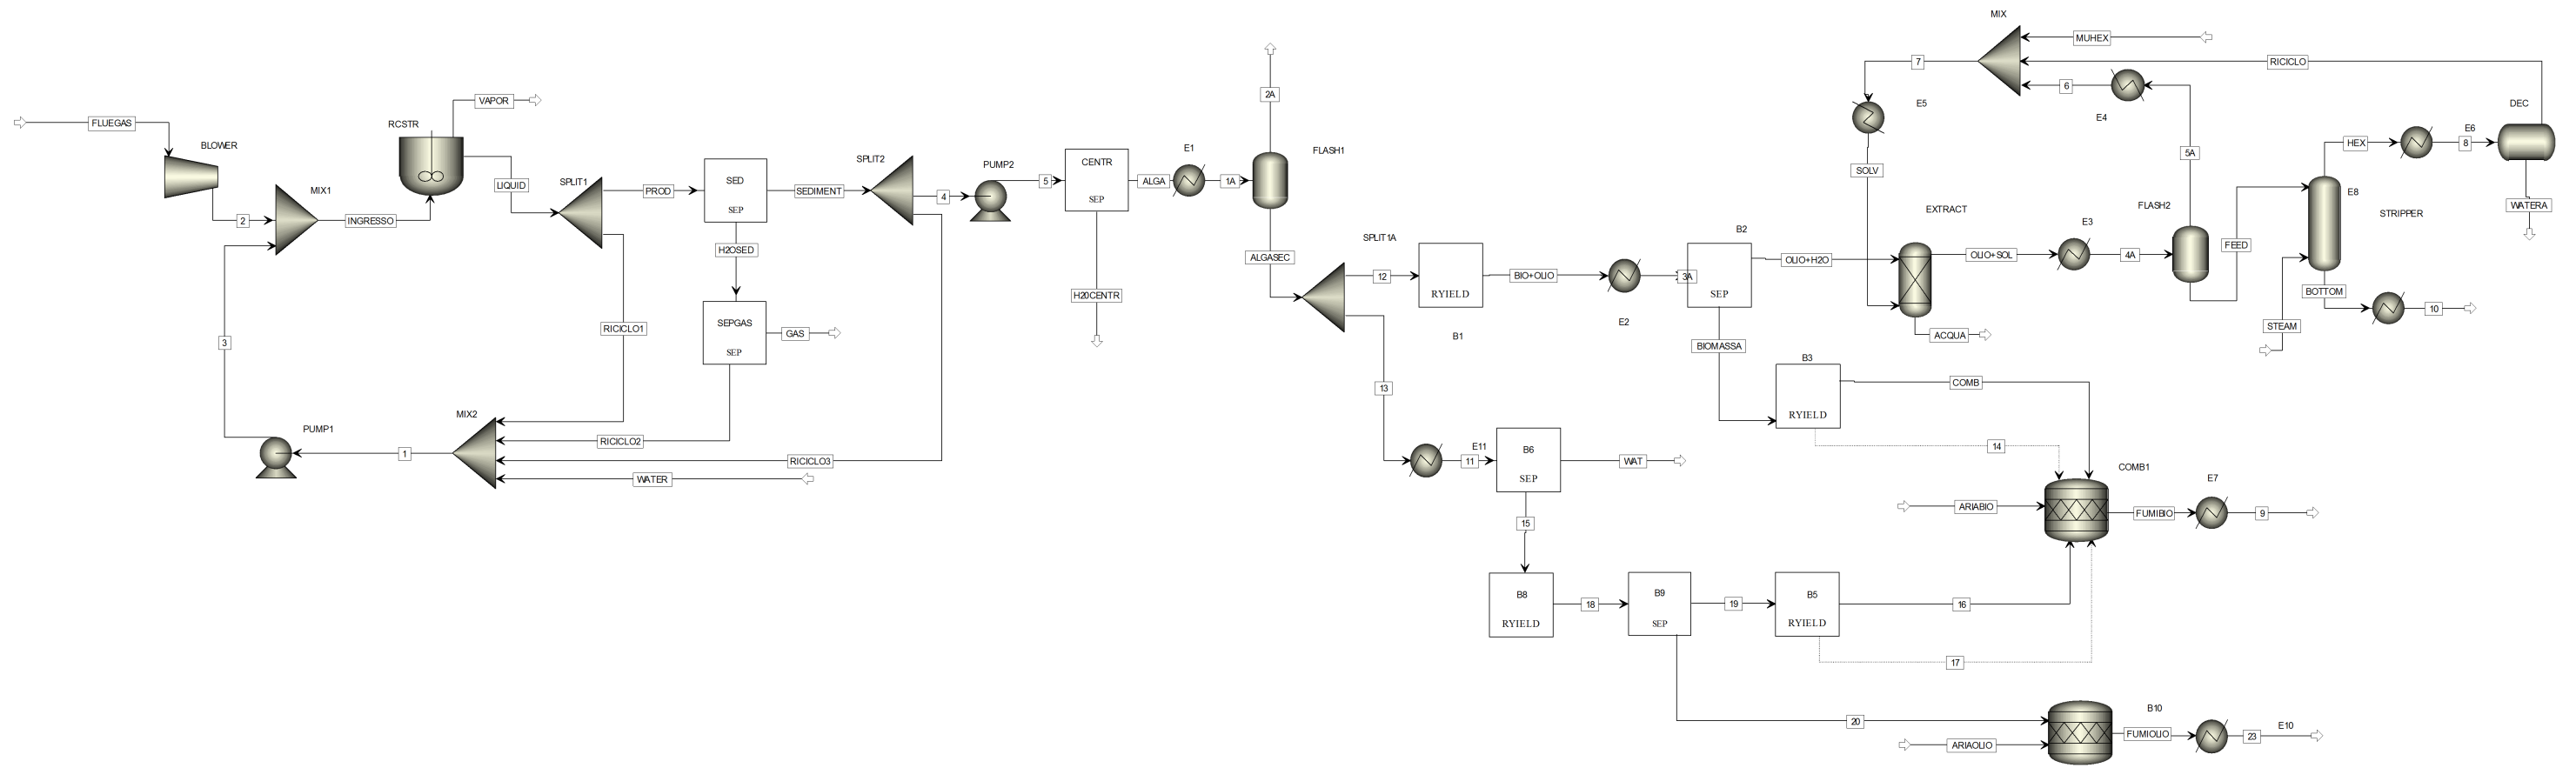 FLUEGAS
BLOWER
2
MIX1
INGRESSO
3
PUMP1
1
MIX2
RCSTR
VAPOR
LIQUID
SPLIT1
PROD
RICICLO1
RICICLO2
RICICLO3
WATER
SED
SEP
H2OSED
SEPGAS
SEP
GAS
SEDIMENT
SPLIT2
4
PUMP2
5
CENTR
SEP
H20CENTR
ALGA
E1
1A
2A
FLASH1
ALGASEC
SPLIT1A
12
13
RYIELD
B1
BIO+OLIO
E2
3A
B2
SEP
OLIO+H2O
BIOMASSA
B3
RYIELD
COMB
14
MIX
MUHEX
RICICLO
7
6
E5
E4
SOLV
EXTRACT
ACQUA
OLIO+SOL
E3
4A
FLASH2
5A
FEED
HEX
E8
STRIPPER
STEAM
BOTTOM
10
8
E6
DEC
WATERA
E11
11
B6
SEP
WAT
15
B8
RYIELD
18
B9
SEP
19
B5
RYIELD
16
17
COMB1
ARIABIO
FUMIBIO
E7
9
20
ARIAOLIO
B10
FUMIOLIO
23
E10